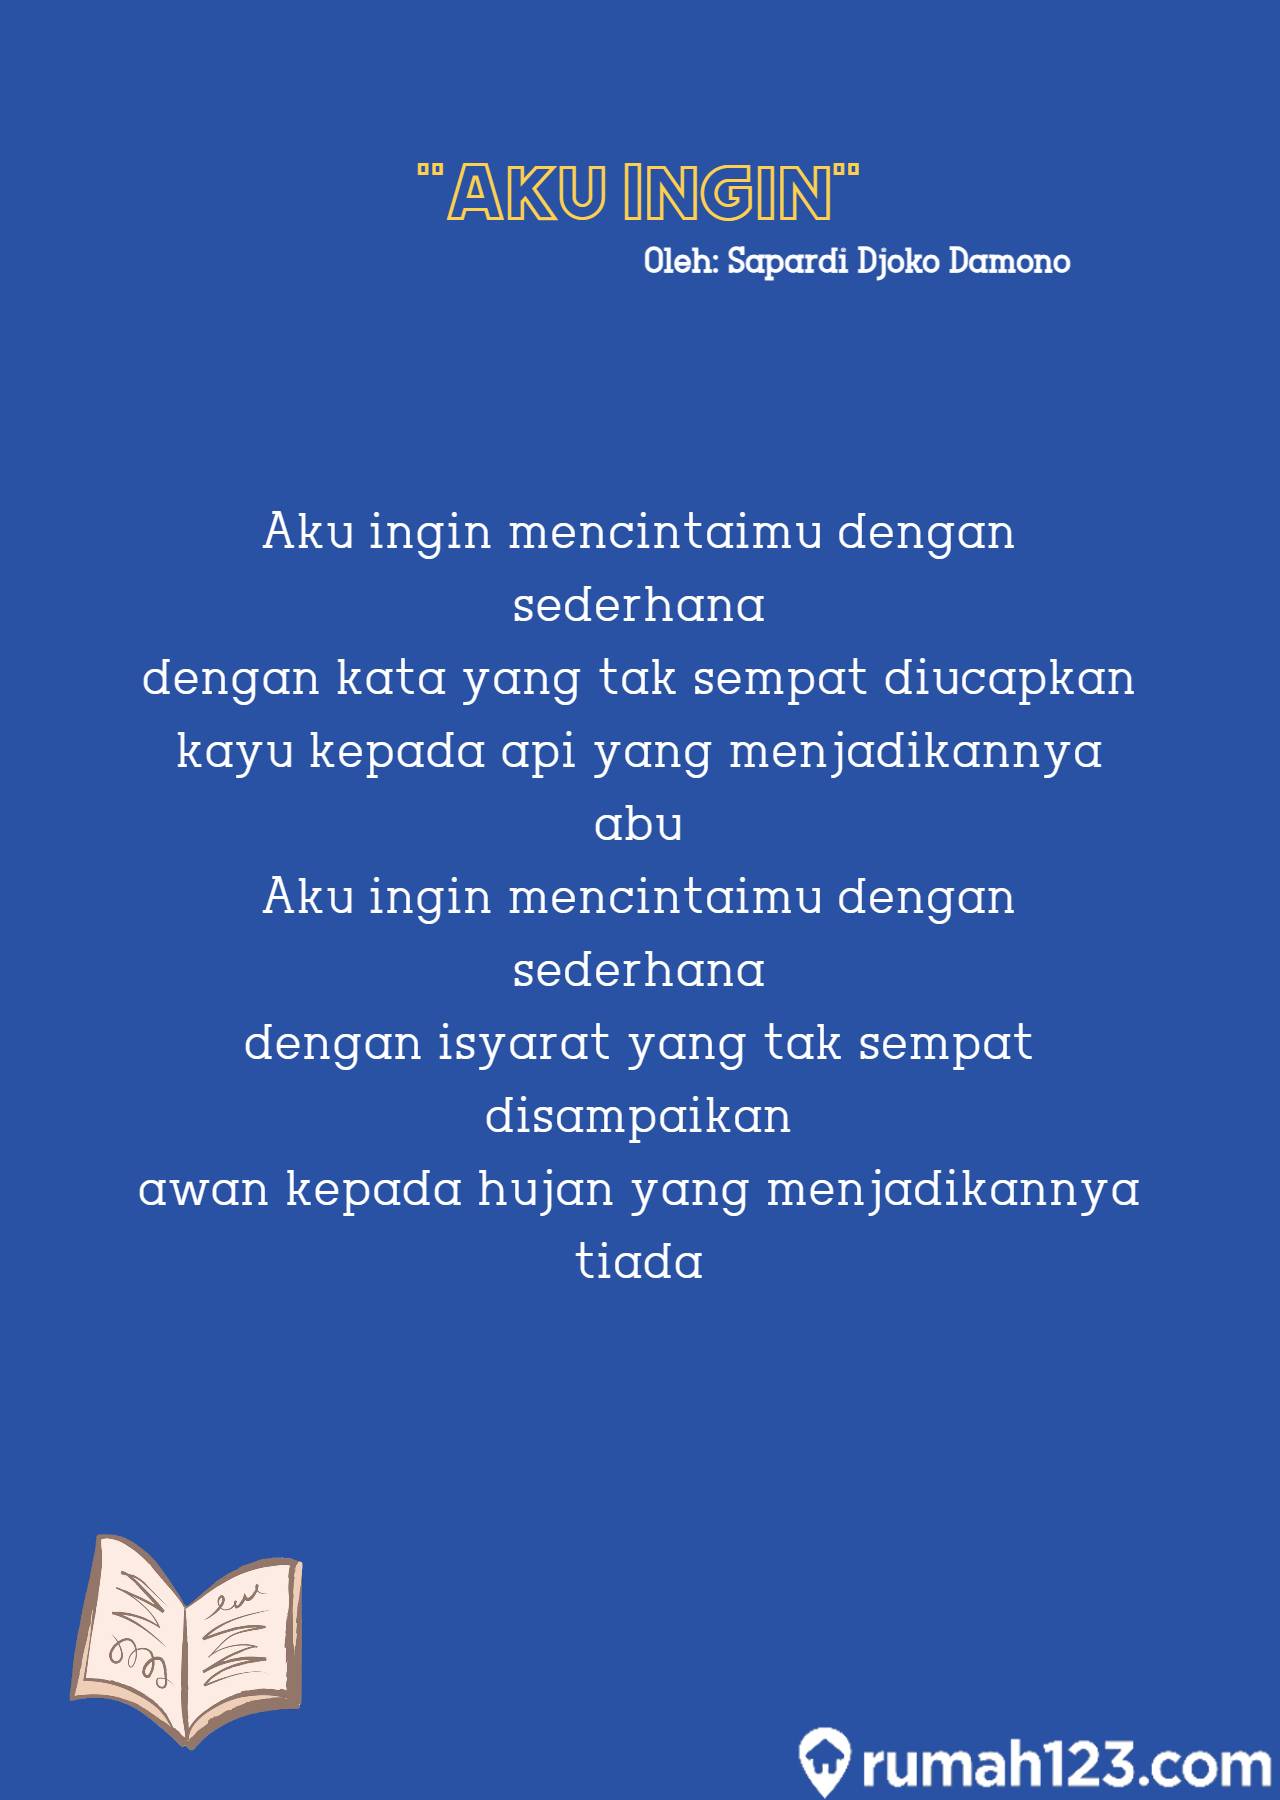 "Aku Ingin"
Oleh: Sapardi Djoko Damono
Aku ingin mencintaimu dengan
sederhana
dengan kata yang tak sempat diucapkan
kayu kepada api yang menjadikannya
abu
Aku ingin mencintaimu dengan
sederhana
dengan isyarat yang tak sempat
disampaikan
awan kepada hujan yang menjadikannya
tiada
rumah123.com